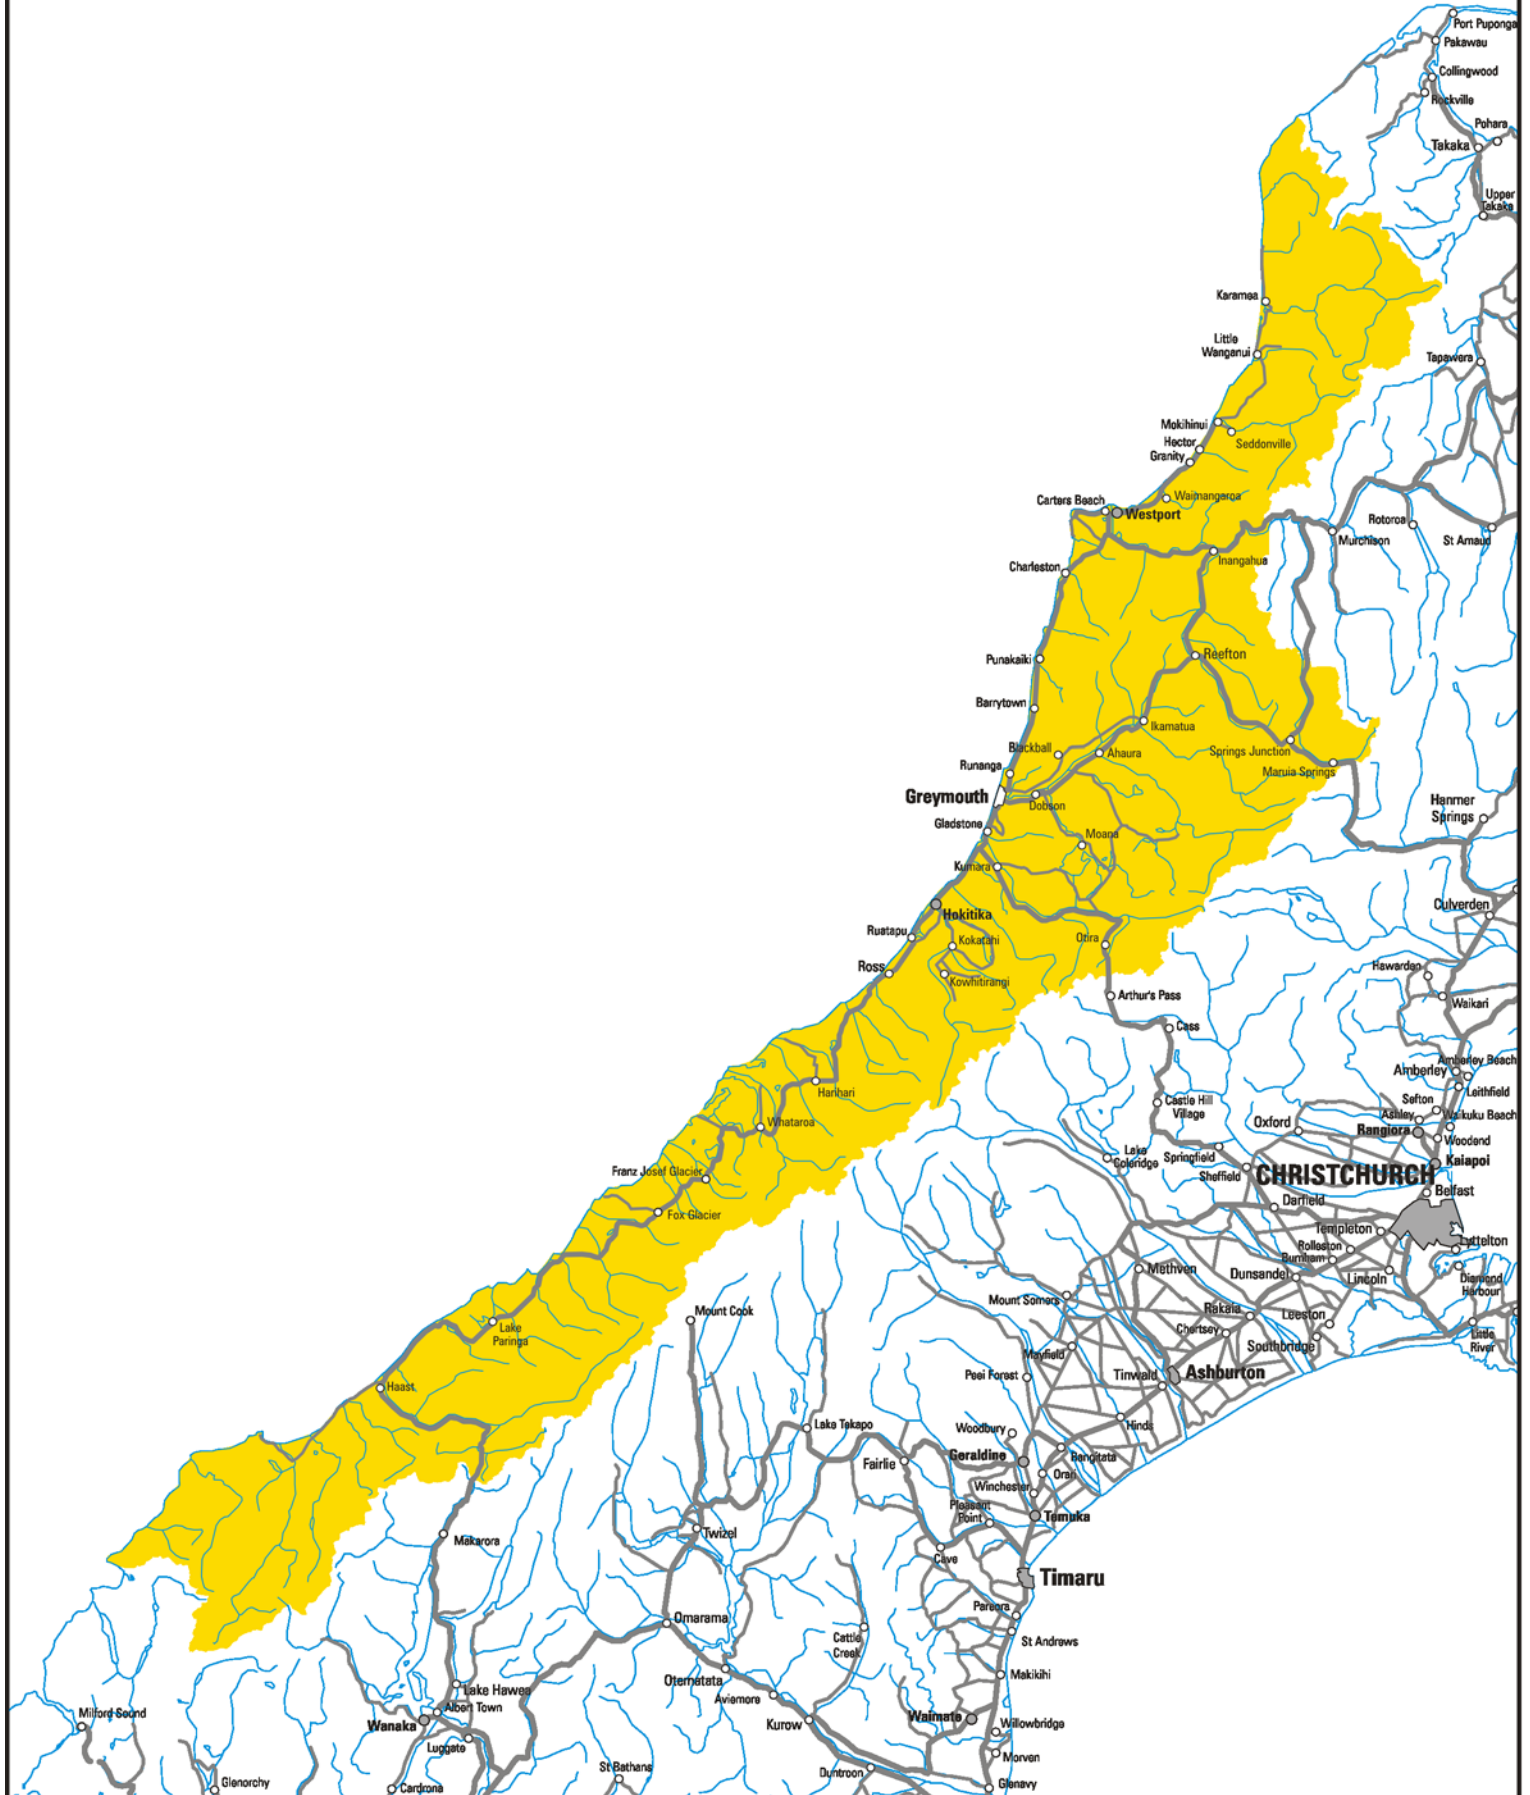 Port Puponga
Pakawau
Collingwood
Rockville
Pohara
Takaka
Upper
Takaka
Karamea
Little
Wanganui
Tapawera
Mokihinui
Hector
Seddonville
Granity
Waimangaroa
Carters Beach
Westport
Rotoroa
Murchison
St Arnaud
Inangahua
Charleston
Reefton
Punakaiki
Barrytown
Ikamatua
Blackball
Ahaura
Springs Junction
Runanga
Maruia Springs
Greymouth
Dobson
Hanmer
Springs
Gladstone
Moana
Kumara
Culverden
Hokitika
Ruatapu
Kokatahi
Otira
Ross
Hawarden
Kowhitirangi
Arthur's Pass
Waikari
Cass
Amberley Beach
Amberley
Harihari
Leithfield
Castle Hill
Village
Sefton
Ashley
Waikuku Beach
Whataroa
Oxford
Rangiora
Woodend
Lake
Coleridge
Springfield
Kaiapoi
Franz Josef Glacier
Sheffield
CHRISTCHURCH
Belfast
Darfield
Fox Glacier
Templeton
Lyttelton
Rolleston
Burnham
Methven
Dunsandel
Lincoln
Diamond
Harbour
Mount Somers
Mount Cook
Rakaia
Leeston
Lake
Paringa
Chertsey
Southbridge
Little
River
Mayfield
Peel Forest
Tinwald
Ashburton
Haast
Lake Tekapo
Woodbury
Hinds
Geraldine
Rangitata
Fairlie
Orari
Winchester
Pleasant
Point
Temuka
Makarora
Twizel
Cave
Timaru
Pareora
Omarama
Cattle
Creek
St Andrews
Otematata
Makikihi
Lake Hawea
Aviemore
Albert Town
Milford Sound
Wanaka
Kurow
Waimate
Willowbridge
Luggate
Morven
St Bathans
Duntroon
Glenorchy
Cardrona
Glenavy